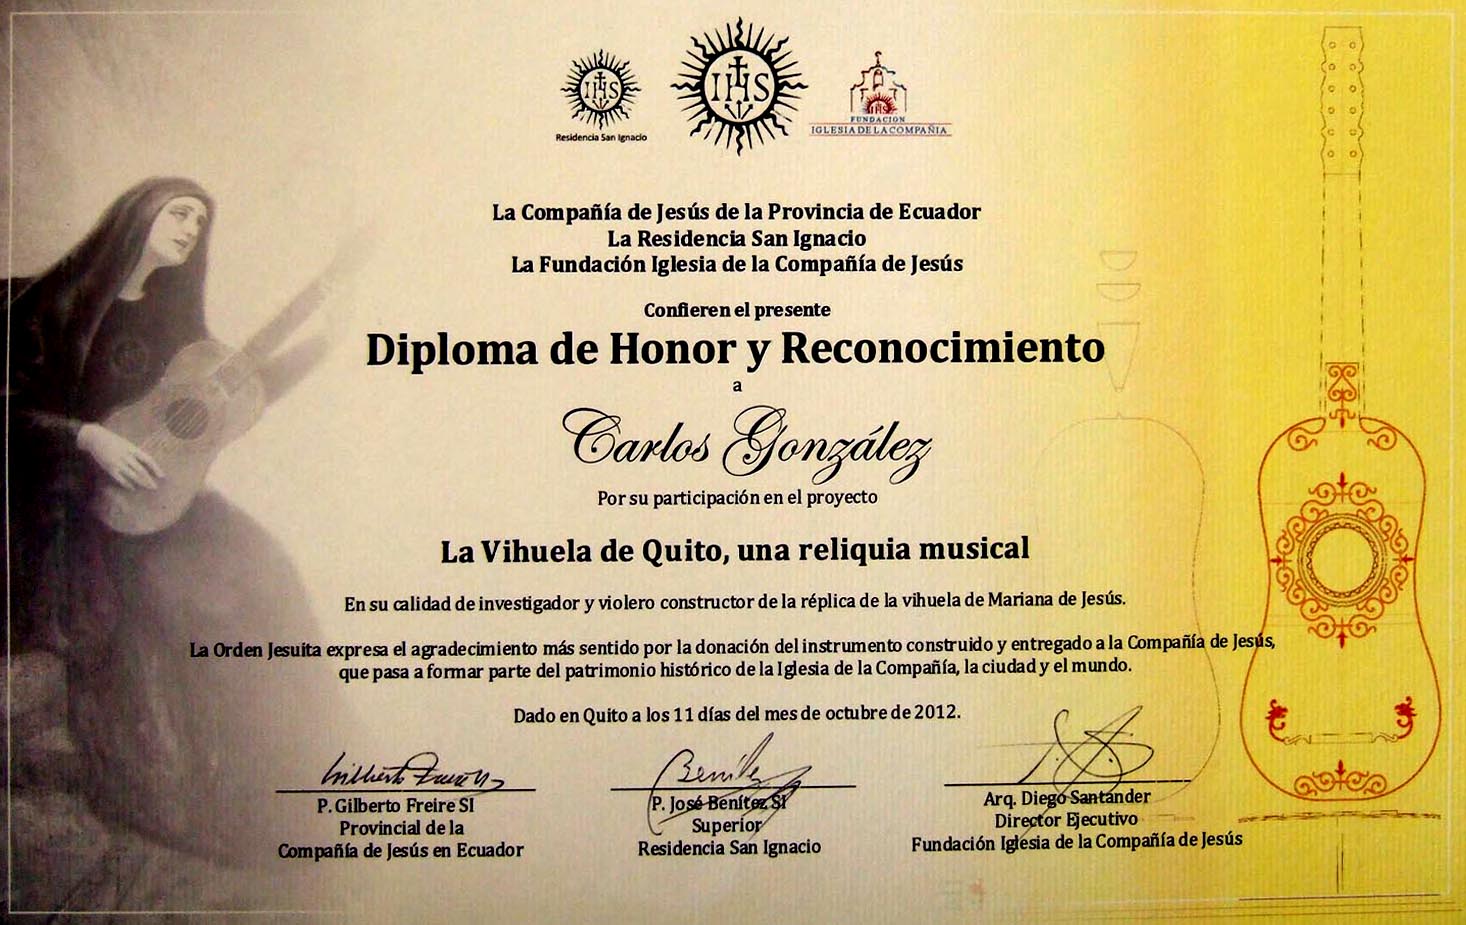 IHS
Residencia San Ignacio
IHS
IHS
FUNDACION
IGLESIA DE LA COMPAÑIA
La Compañía de Jesús de la Provincia de Ecuador
La Residencia San Ignacio
La Fundación Iglesia de la Compañía de Jesús
Confieren el presente
Diploma de Honor y Reconocimiento
a
Carlos González
Por su participación en el proyecto
La Vihuela de Quito, una reliquia musical
En su calidad de investigador y violero constructor de la réplica de la vihuela de Mariana de Jesús.
La Orden Jesuita expresa el agradecimiento más sentido por la donación del instrumento construido y entregado a la Compañía de Jesús,
que pasa a formar parte del patrimonio histórico de la Iglesia de la Compañía, la ciudad y el mundo.
Dado en Quito a los 11 días del mes de octubre de 2012.
Benítez
P. Gilberto Freire SI
Provincial de la
Compañía de Jesús en Ecuador
P. José Benítez SI
Superior
Residencia San Ignacio
Arq. Diego Santander
Director Ejecutivo
Fundación Iglesia de la Compañía de Jesús